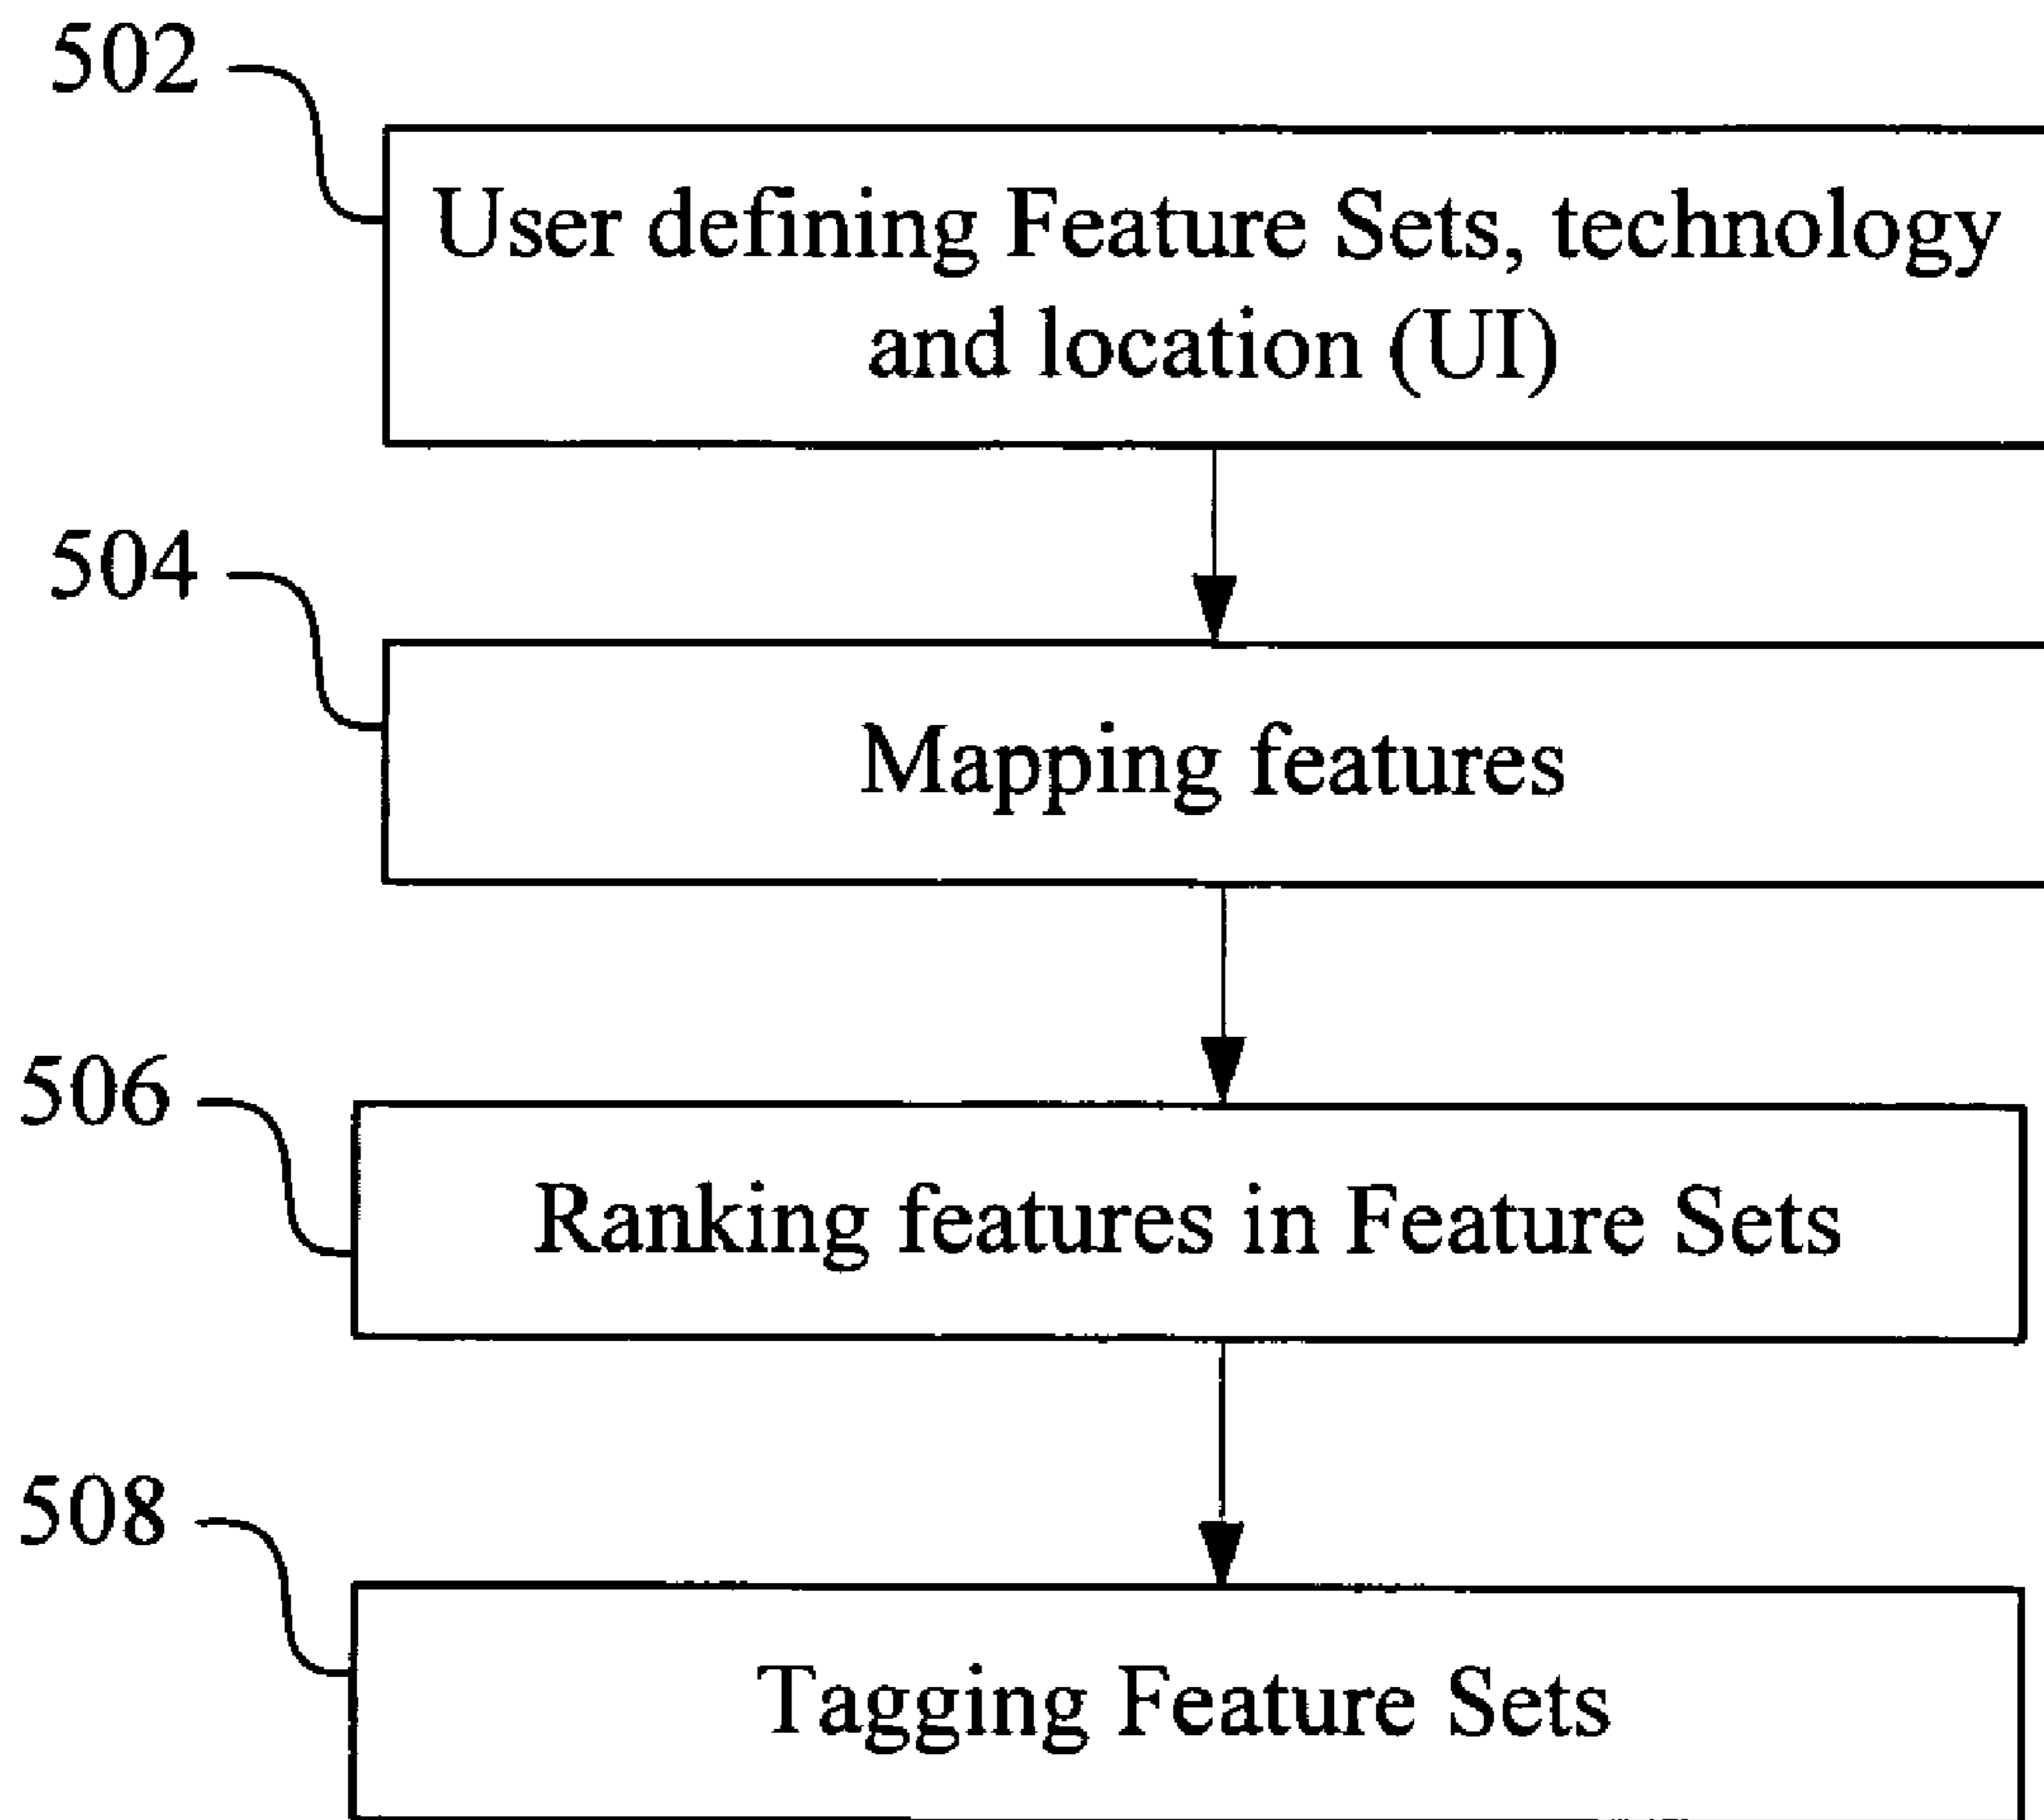 502
User defining Feature Sets, technology
and location (UI)
504
Mapping features
506
Ranking features in Feature Sets
508
Tagging Feature Sets